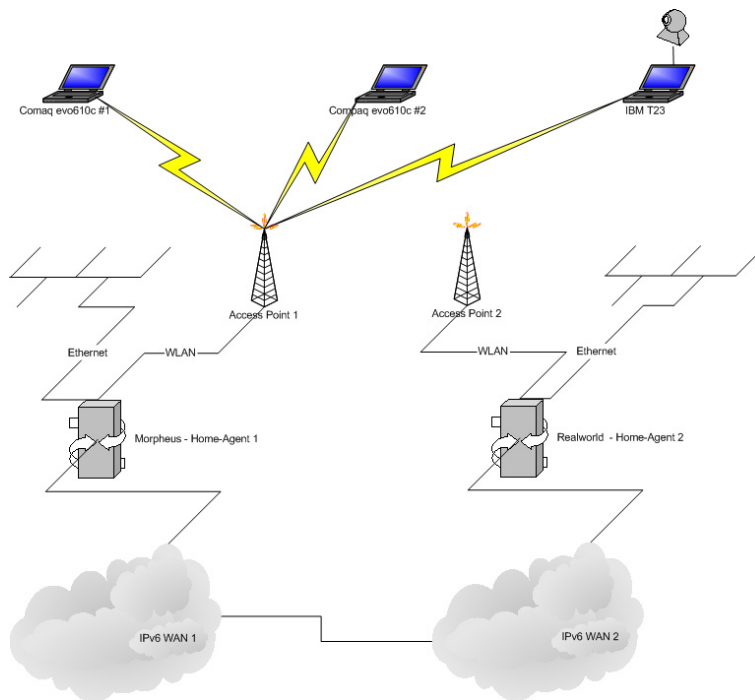 Comaq evo610c #1
Compaq evo610c #2
IBM T23
Access Point 1
Access Point 2
Ethernet
WLAN
WLAN
Ethernet
Morpheus - Home-Agent 1
Realworld - Home-Agent 2
IPv6 WAN 1
IPv6 WAN 2